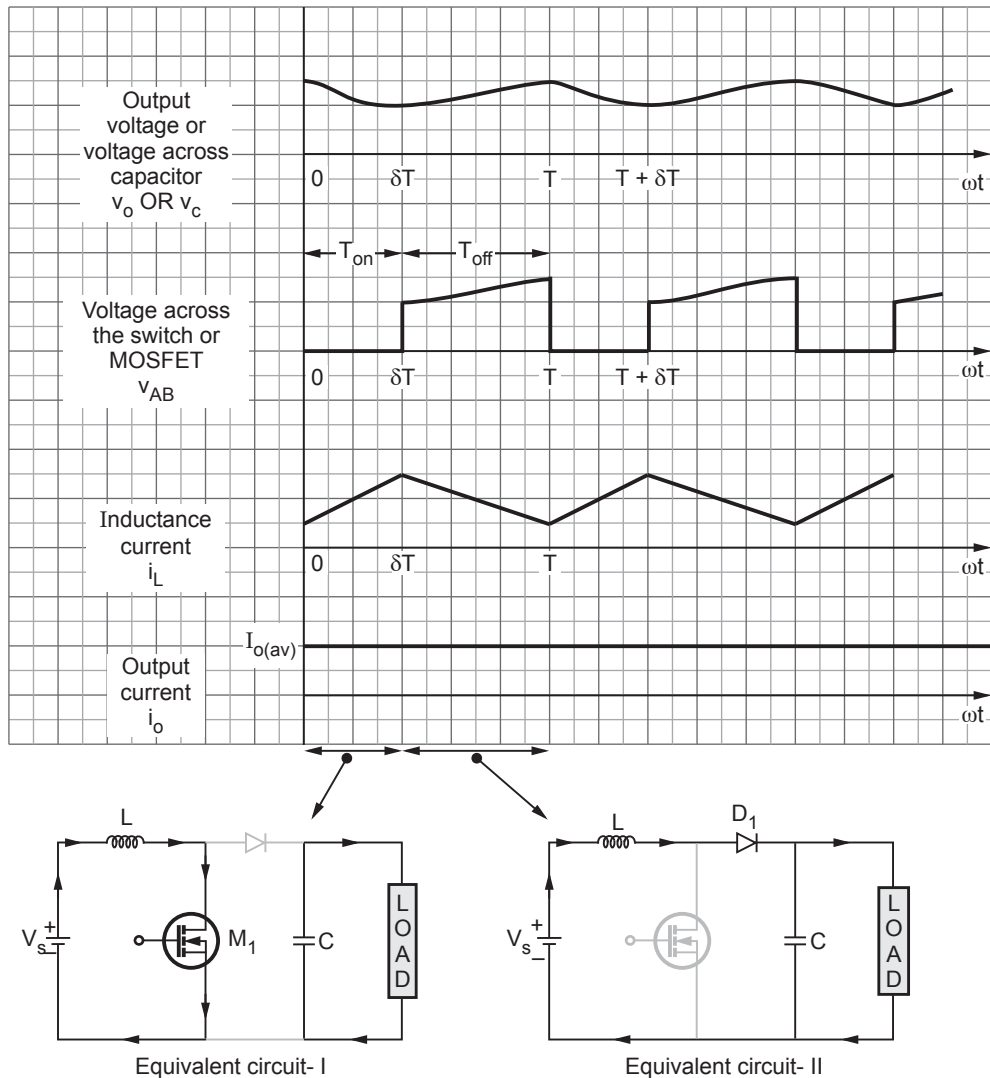 Output
voltage or
voltage across
capacitor
v_o OR v_c
0 δT T T + δT ωt
T_on T_off
Voltage across
the switch or
MOSFET
v_AB
0 δT T T + δT ωt
Inductance
current
i_L
0 δT T ωt
I_o(av)
Output
current
i_o
ωt
L
V_s
+
–
M_1
C
LOAD
Equivalent circuit- I
L
D_1
V_s
+
–
C
LOAD
Equivalent circuit- II